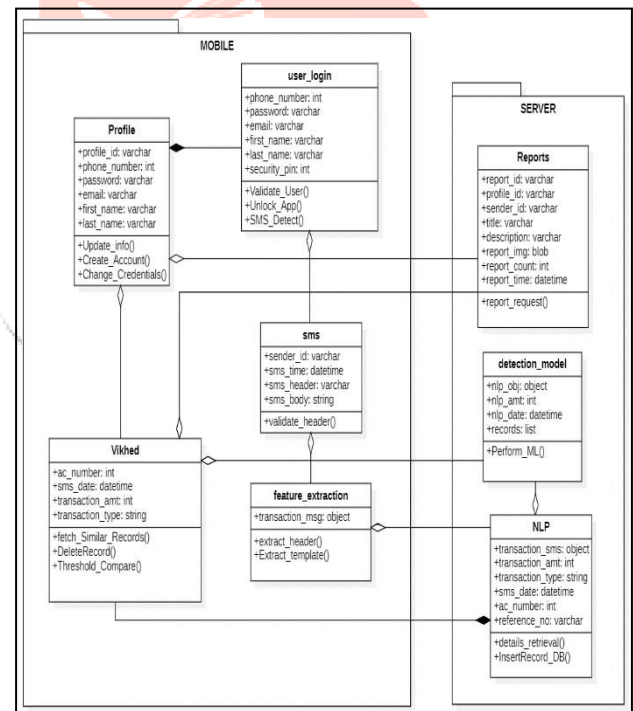 MOBILE
user_login
+phone_number: int
+password: varchar
+email: varchar
+first_name: varchar
+last_name: varchar
+security_pin: int
+Validate_User()
+Unlock_App()
+SMS_Detect()
Profile
+profile_id: varchar
+phone_number: int
+password: varchar
+email: varchar
+first_name: varchar
+last_name: varchar
+Update_info()
+Create_Account()
+Change_Credentials()
sms
+sender_id: varchar
+sms_time: datetime
+sms_header: varchar
+sms_body: string
+validate_header()
Vikhed
+ac_number: int
+sms_date: datetime
+transaction_amt: int
+transaction_type: string
+fetch_Similar_Records()
+DeleteRecord()
+Threshold_Compare()
feature_extraction
+transaction_msg: object
+extract_header()
+Extract_template()
SERVER
Reports
+report_id: varchar
+profile_id: varchar
+sender_id: varchar
+title: varchar
+description: varchar
+report_img: blob
+report_count: int
+report_time: datetime
+report_request()
detection_model
+nlp_obj: object
+nlp_amt: int
+nlp_date: datetime
+records: list
+Perform_ML()
NLP
+transaction_sms: object
+transaction_amt: int
+transaction_type: string
+sms_date: datetime
+ac_number: int
+reference_no: varchar
+details_retrieval()
+InsertRecord_DB()